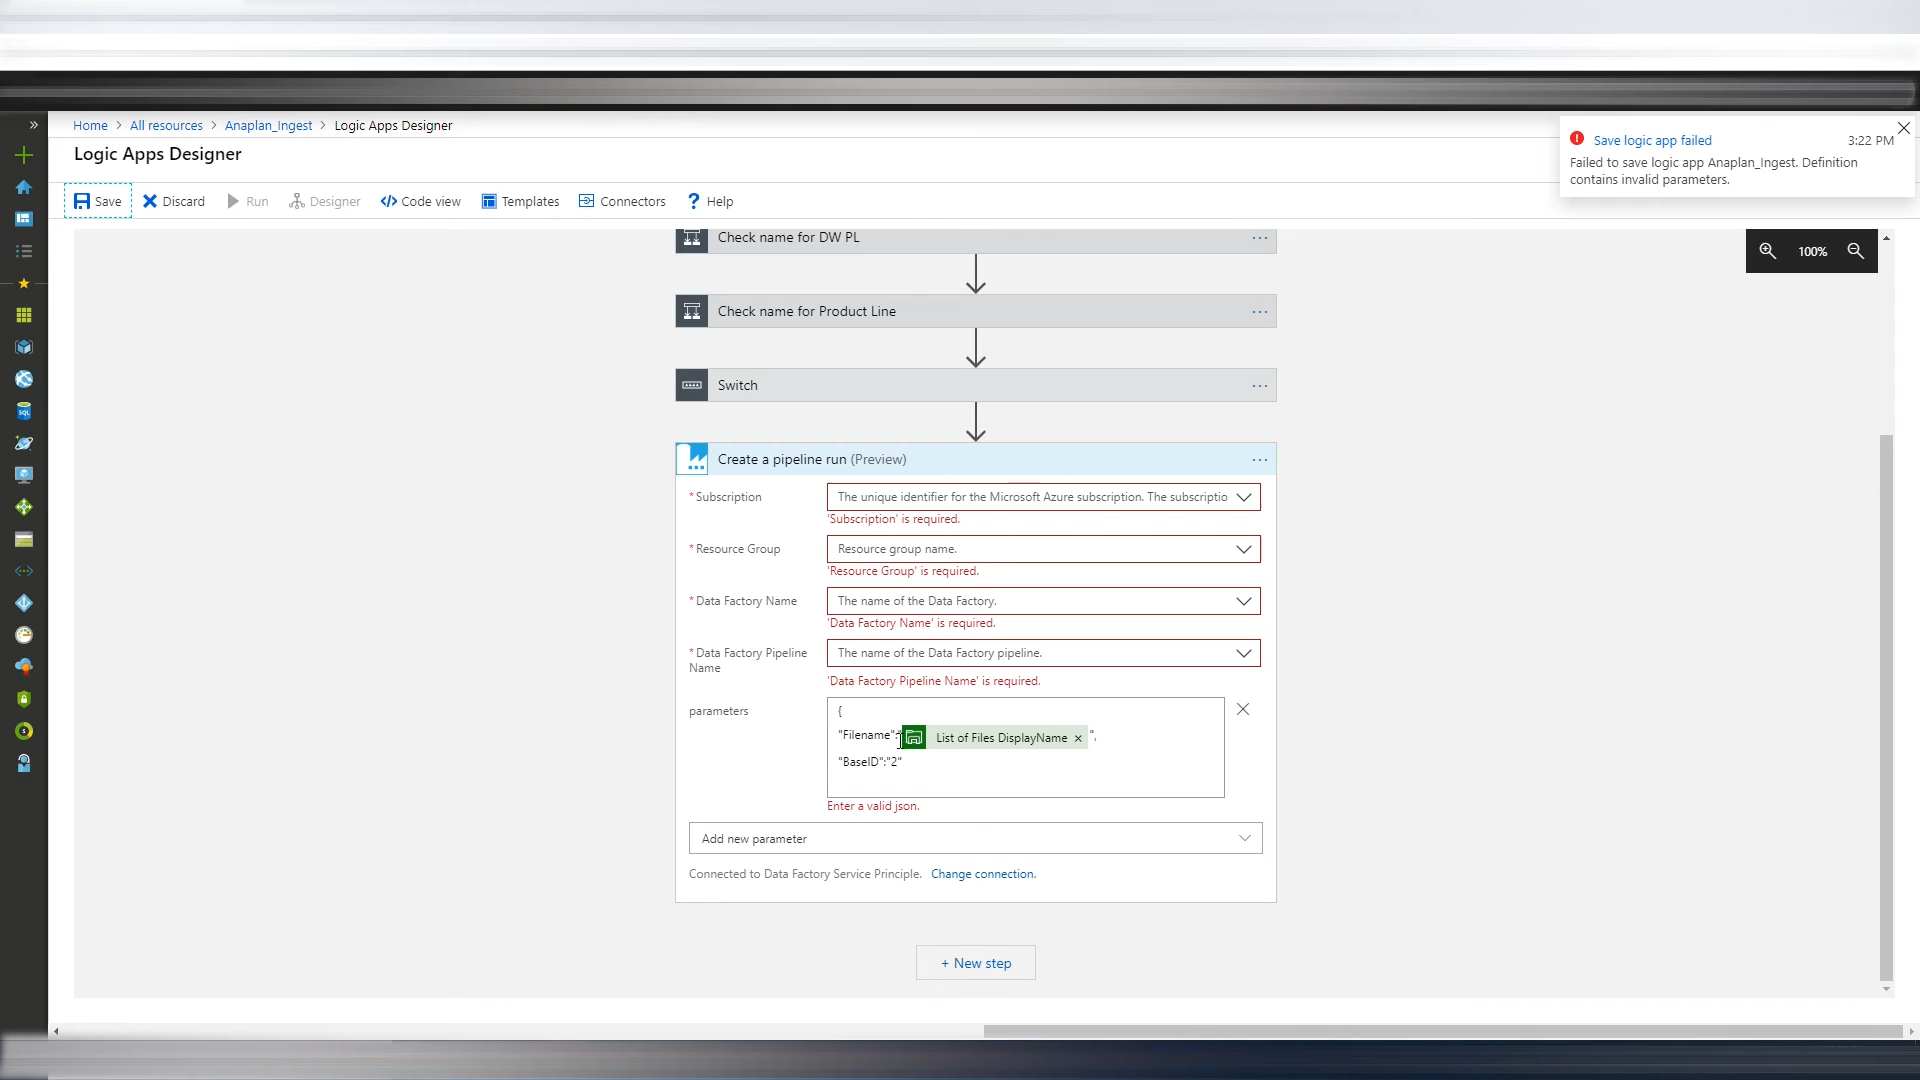 Home > All resources > Anaplan_Ingest > Logic Apps Designer
Logic Apps Designer
Save Discard Run Designer Code view Templates Connectors Help
Save logic app failed 3:22 PM
Failed to save logic app Anaplan_Ingest. Definition
contains invalid parameters.
100%
Check name for DW PL
Check name for Product Line
Switch
Create a pipeline run (Preview)
* Subscription The unique identifier for the Microsoft Azure subscription. The subscriptio
'Subscription' is required.
* Resource Group Resource group name.
'Resource Group' is required.
* Data Factory Name The name of the Data Factory.
'Data Factory Name' is required.
* Data Factory Pipeline
Name
The name of the Data Factory pipeline.
'Data Factory Pipeline Name' is required.
parameters
{
"Filename":" List of Files DisplayName × ",
"BaseID":"2"
Enter a valid json.
Add new parameter
Connected to Data Factory Service Principle. Change connection.
+ New step
SQL